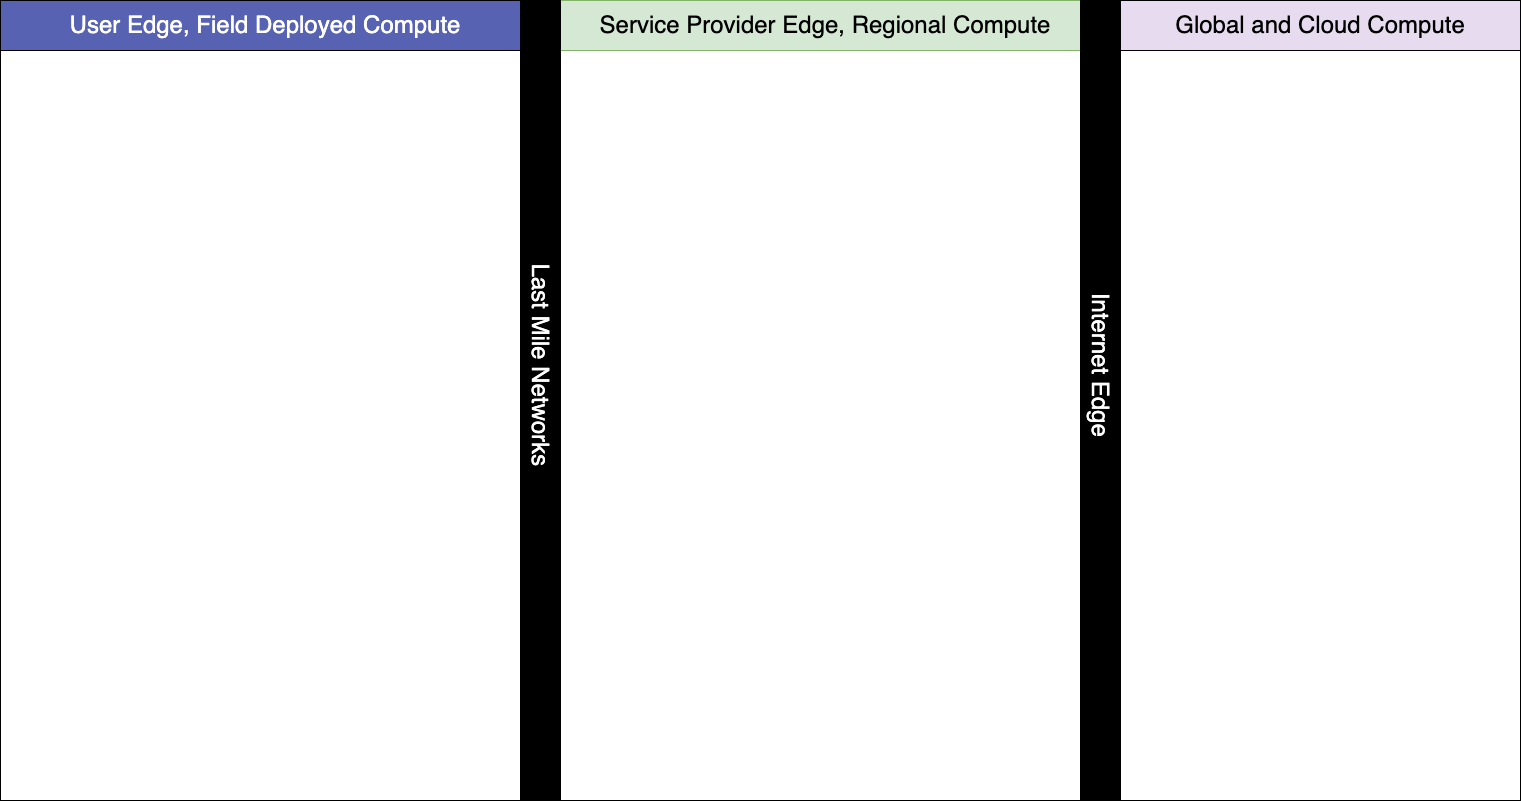 User Edge, Field Deployed Compute
Last Mile Networks
Service Provider Edge, Regional Compute
Internet Edge
Global and Cloud Compute